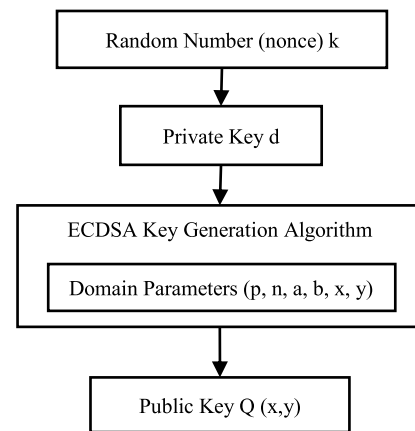 Random Number (nonce) k
Private Key d
ECDSA Key Generation Algorithm
Domain Parameters (p, n, a, b, x, y)
Public Key Q (x,y)